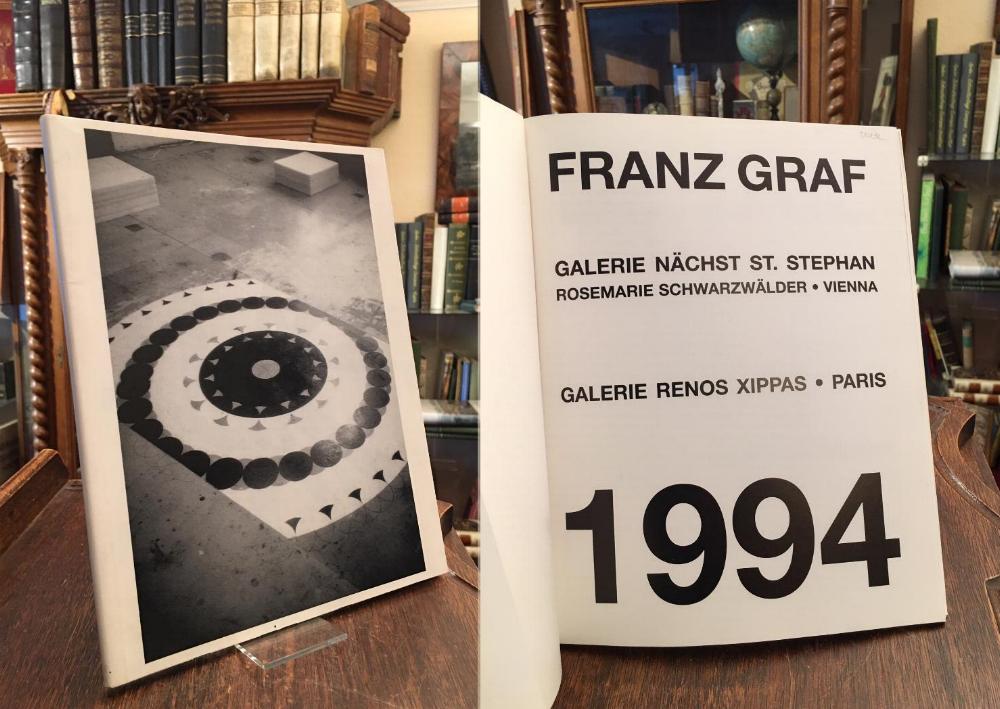 FRANZ GRAF
GALERIE NÄCHST ST. STEPHAN
ROSEMARIE SCHWARZWÄLDER • VIENNA
GALERIE RENOS XIPPAS • PARIS
1994